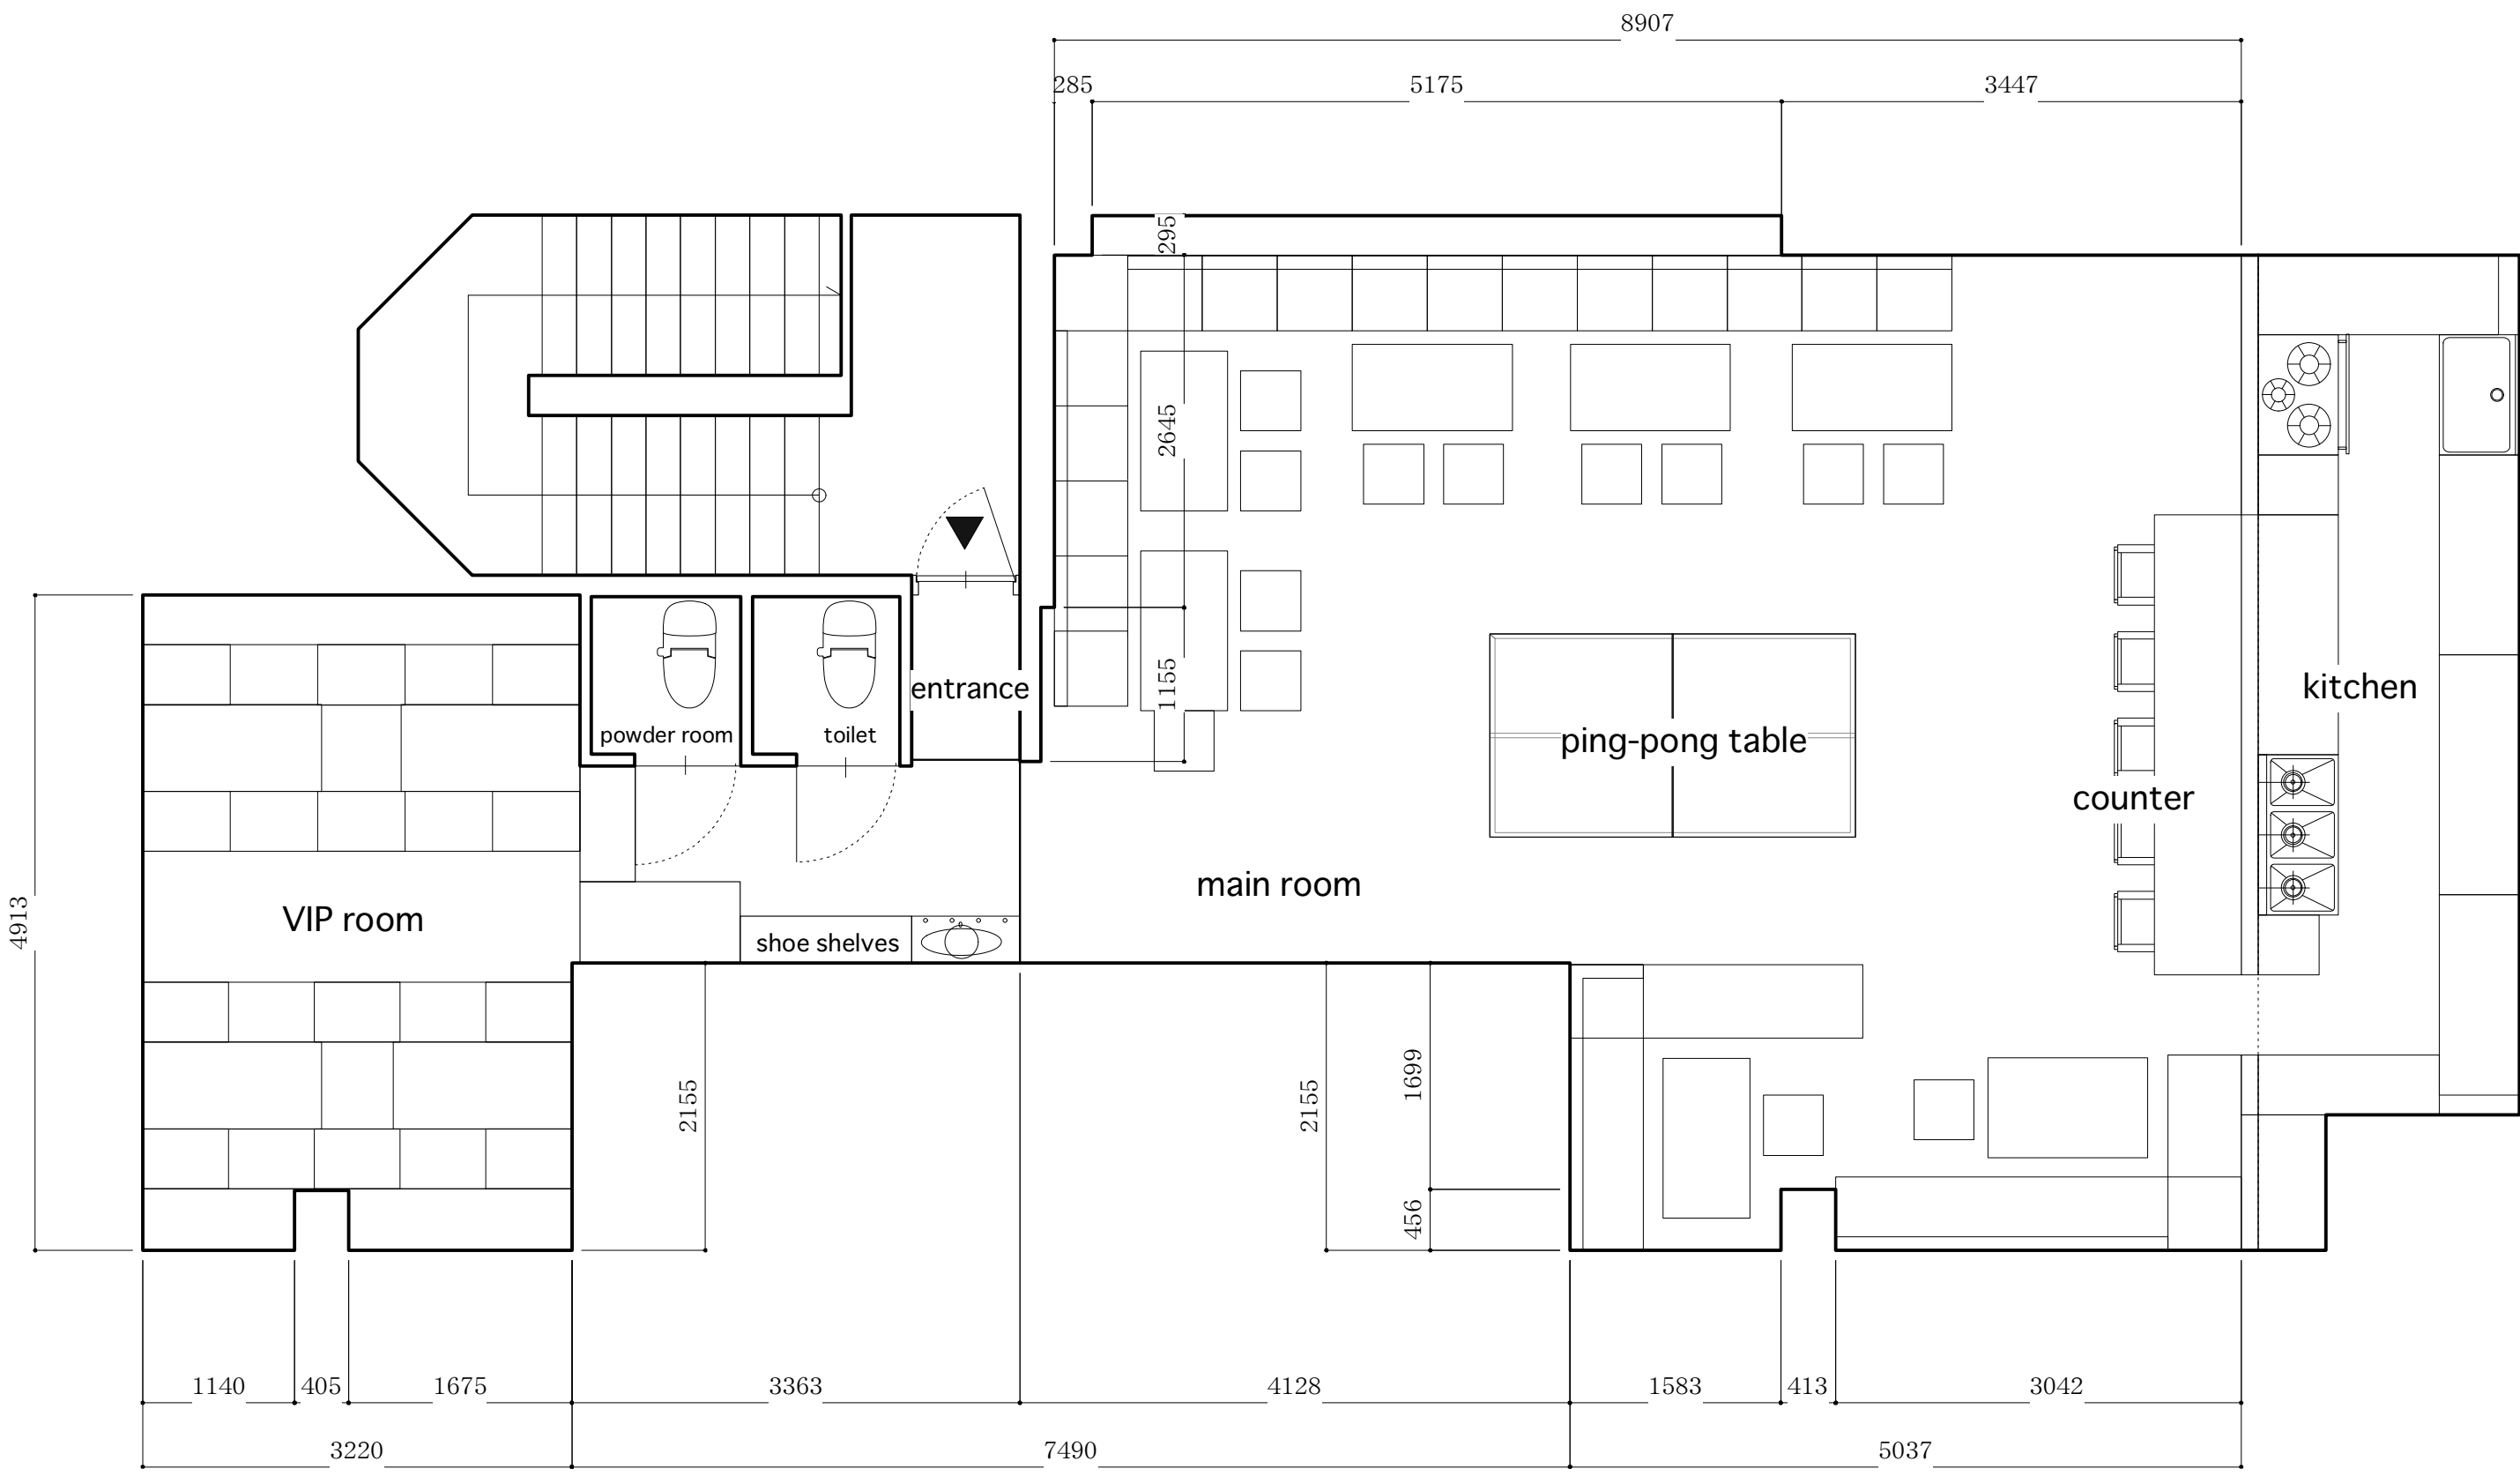 8907
285 5175 3447
295
2645
1155
entrance
powder room toilet
kitchen
ping-pong table
counter
main room
VIP room
shoe shelves
4913
2155
2155
1699
456
1140 405 1675 3363 4128 1583 413 3042
3220 7490 5037